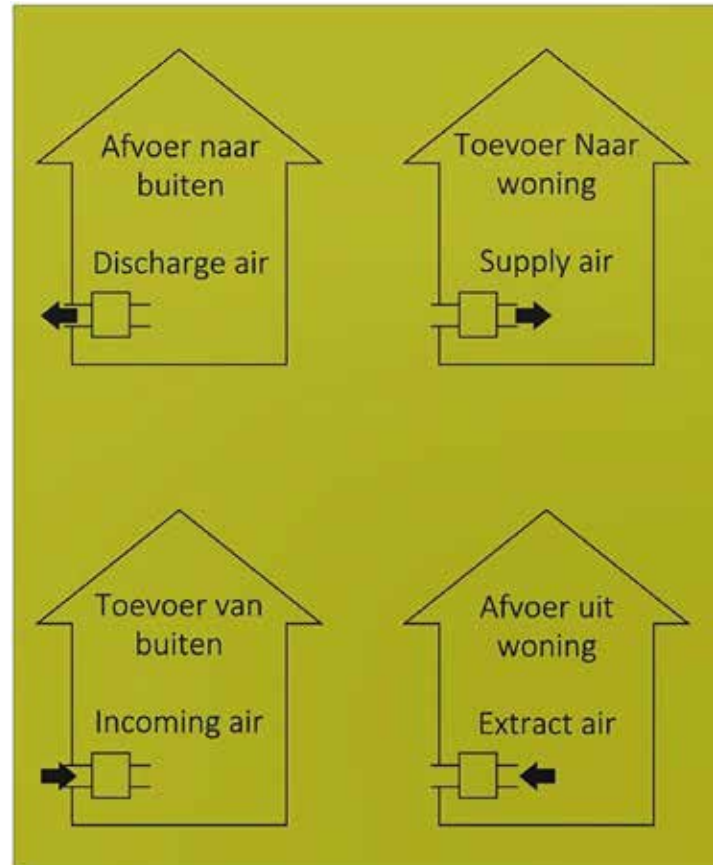 Afvoer naar
buiten
Discharge air
Toevoer Naar
woning
Supply air
Toevoer van
buiten
Incoming air
Afvoer uit
woning
Extract air